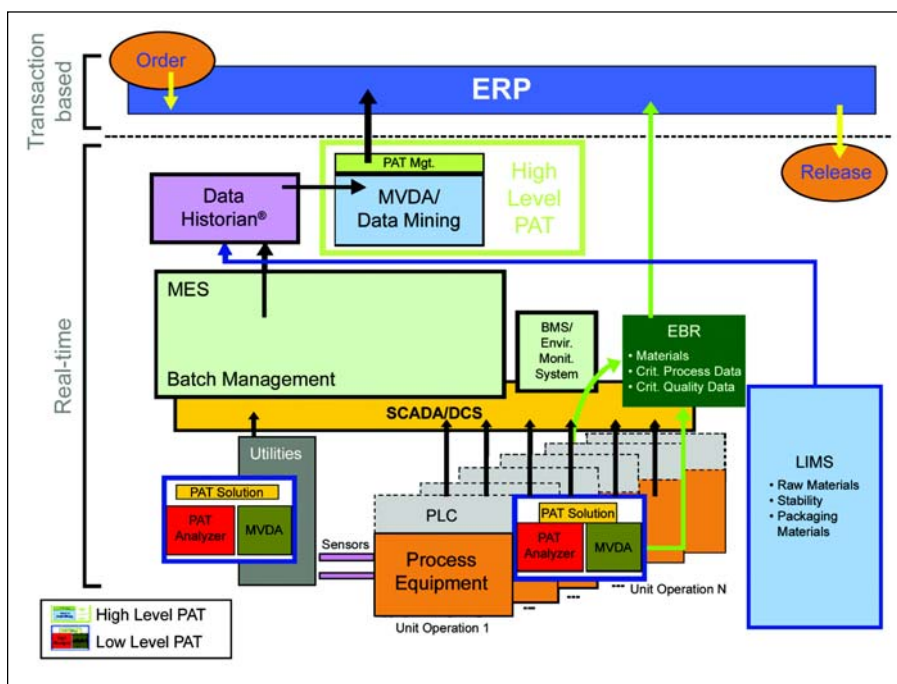 Transaction
based
Order
ERP
Release
Real-time
Data
Historian®
PAT Mgt.
MVDA/
Data Mining
High
Level
PAT
MES
Batch Management
BMS/
Envir.
Monit.
System
EBR
• Materials
• Crit. Process Data
• Crit. Quality Data
SCADA/DCS
LIMS
• Raw Materials
• Stability
• Packaging
Materials
Utilities
PAT Solution
PAT
Analyzer
MVDA
Sensors
PLC
Process
Equipment
PAT Solution
PAT
Analyzer
MVDA
---
---
---
Unit Operation 1
Unit Operation N
High Level PAT
Low Level PAT